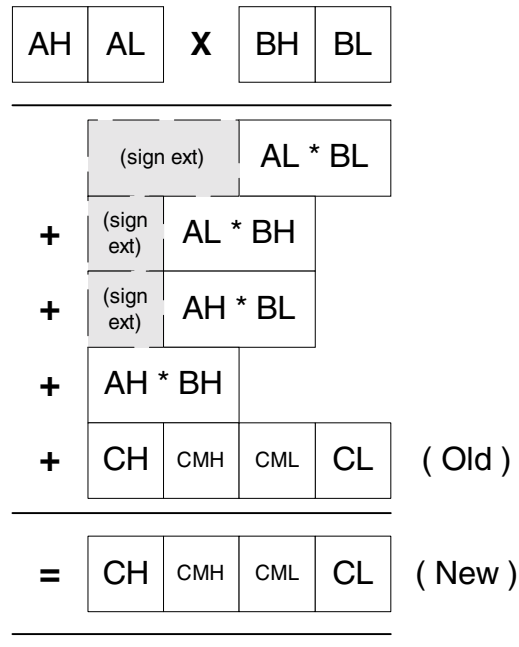 AH AL X BH BL
(sign ext) AL * BL
+ (sign
ext) AL * BH
+ (sign
ext) AH * BL
+ AH * BH
+ CH CMH CML CL ( Old )
= CH CMH CML CL ( New )